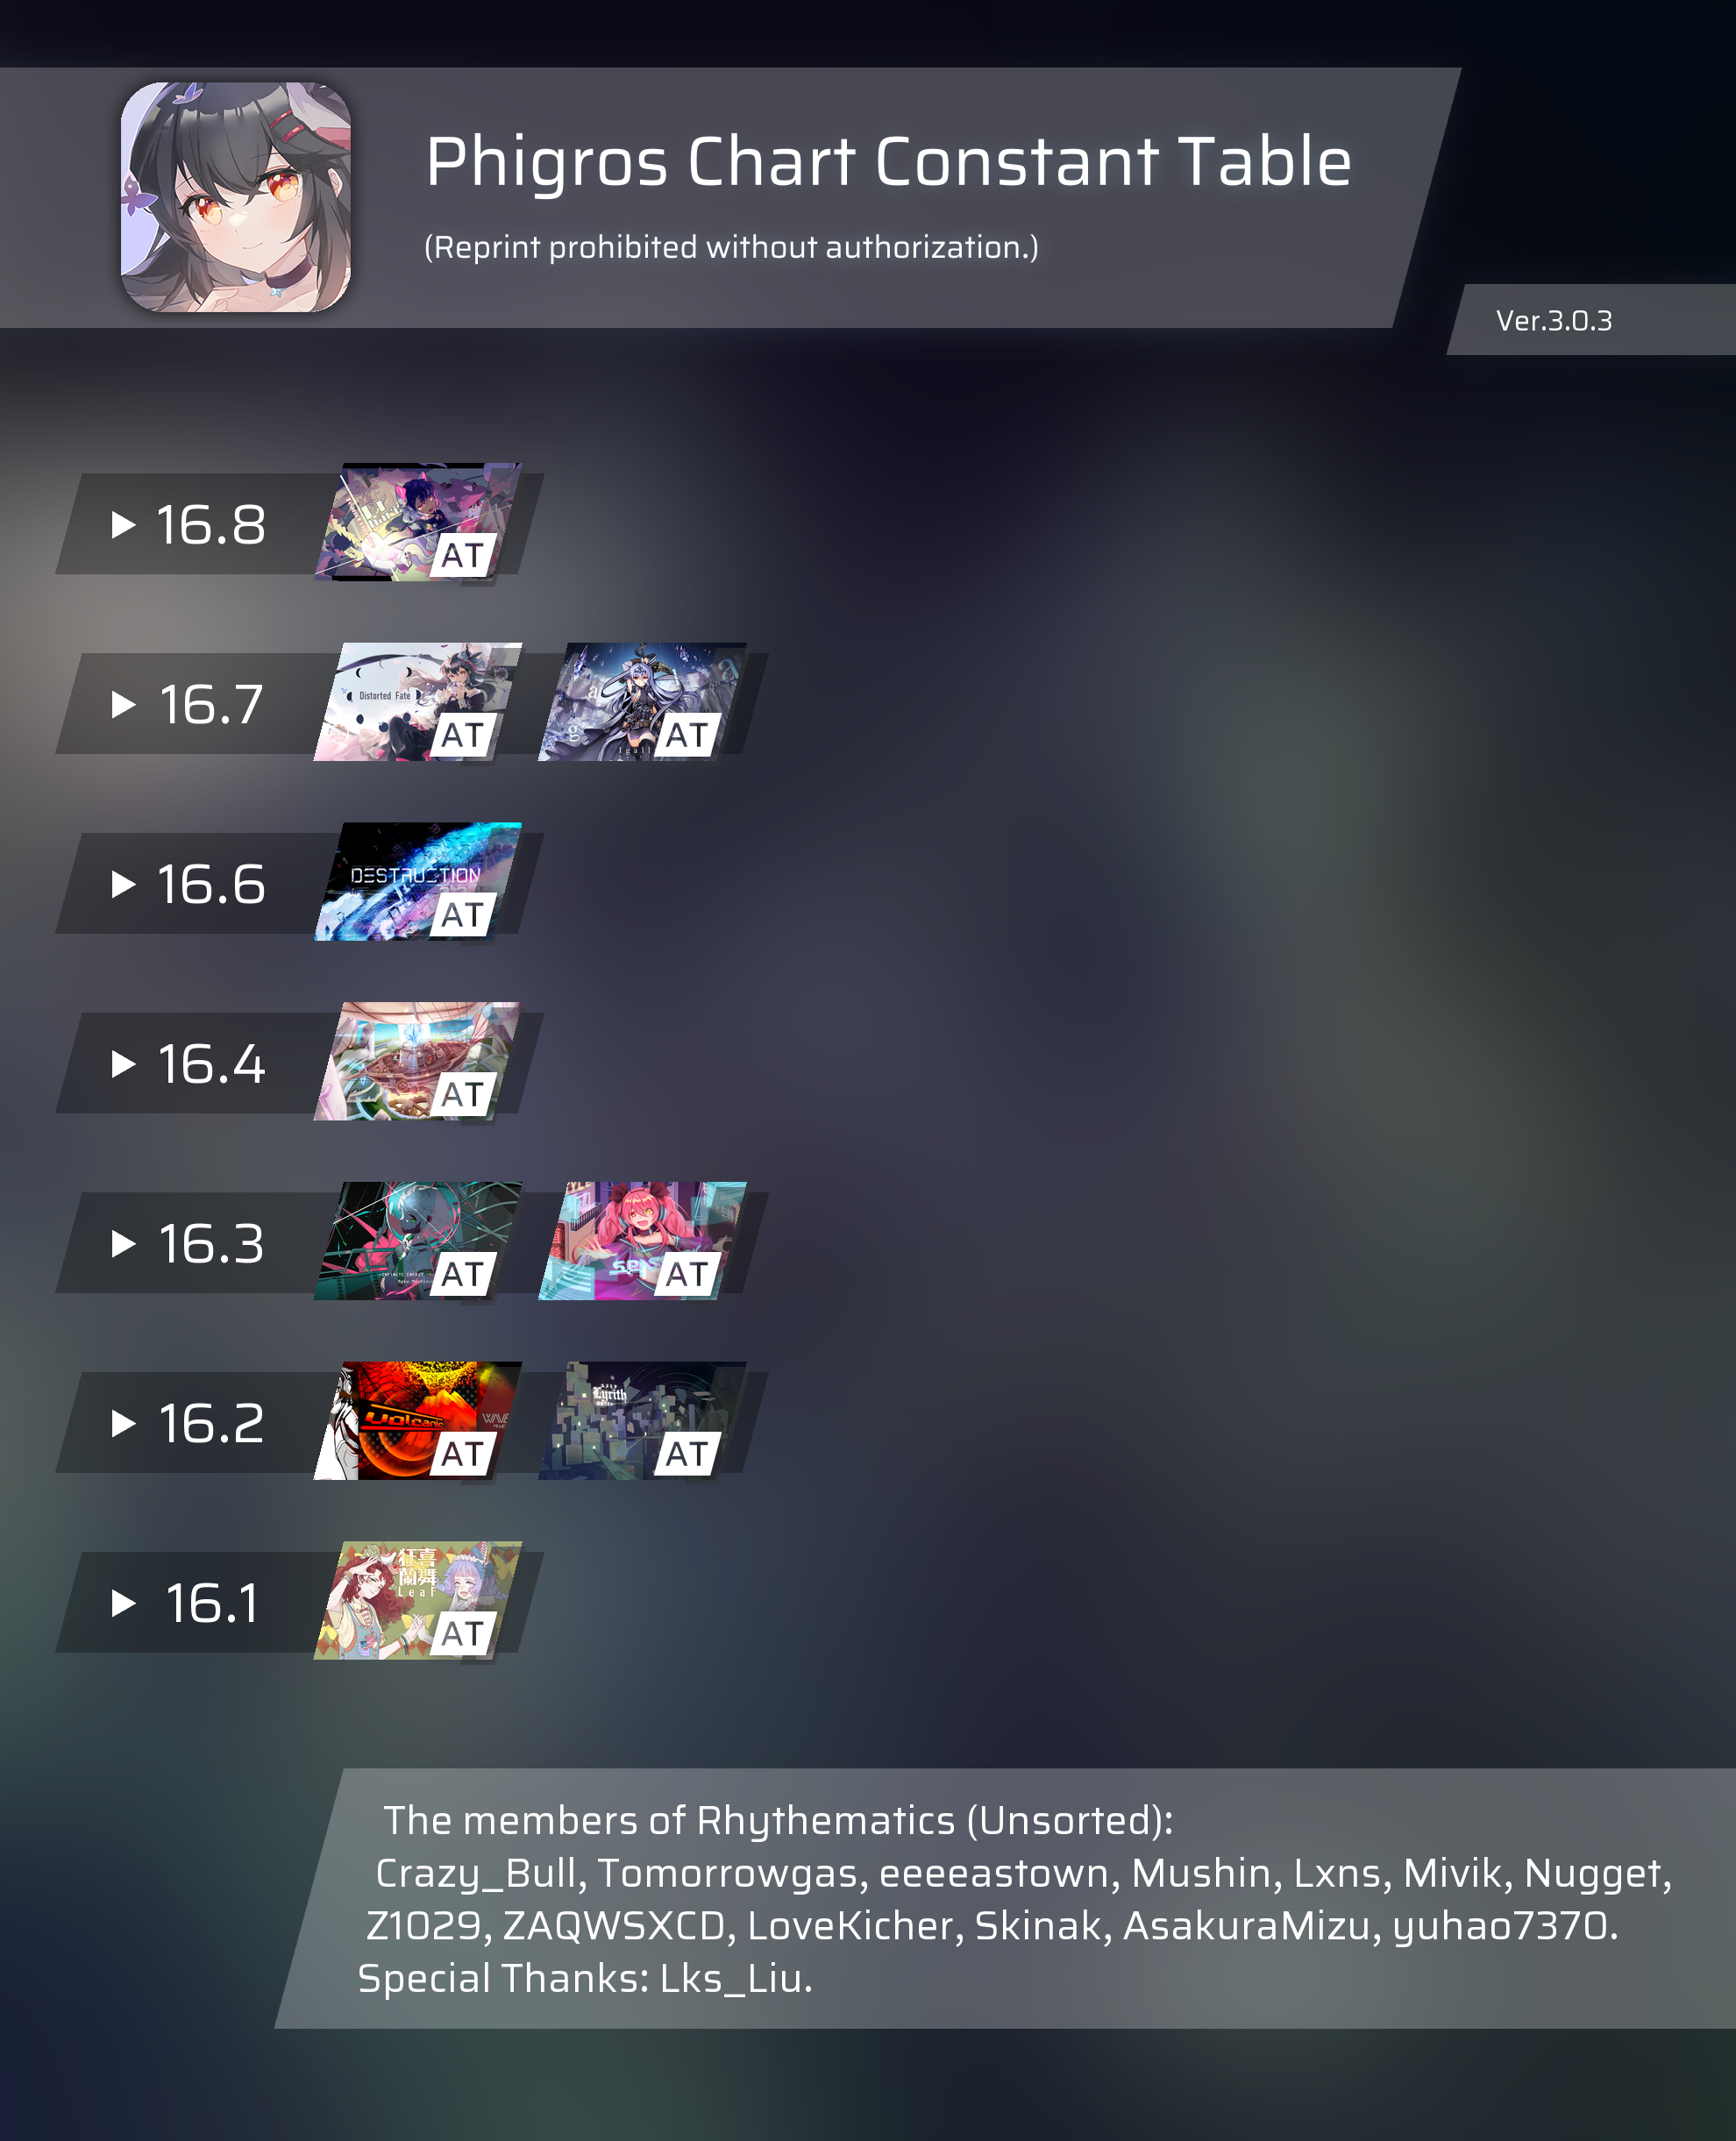 Phigros Chart Constant Table
(Reprint prohibited without authorization.)
Ver.3.0.3
16.8
AT
16.7
Distorted Fate
AT
AT
16.6
DESTRUCTION
AT
16.4
AT
16.3
AT
AT
16.2
volcanic
AT
Lyrith
AT
16.1
狂喜
蘭舞
Leaf
AT
The members of Rhythematics (Unsorted):
Crazy_Bull, Tomorrowgas, eeeeastown, Mushin, Lxns, Mivik, Nugget,
Z1029, ZAQWSXCD, LoveKicher, Skinak, AsakuraMizu, yuhao7370.
Special Thanks: Lks_Liu.